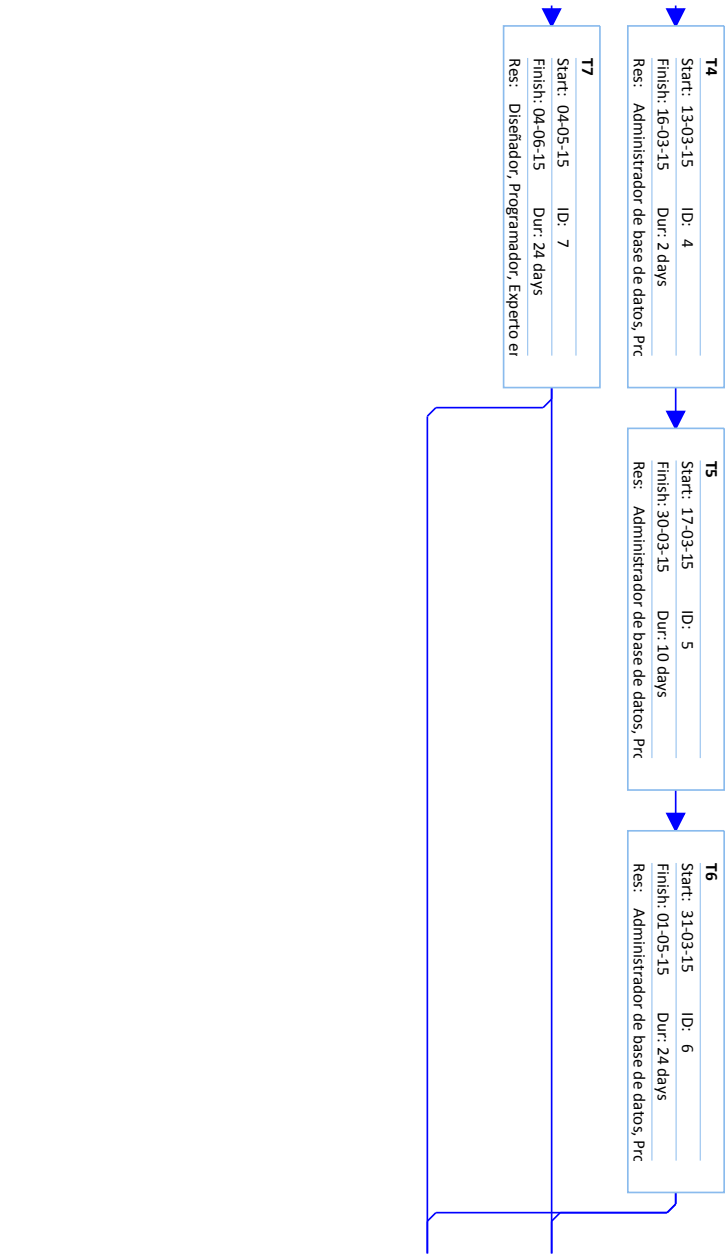 T4
Start: 13-03-15 ID: 4
Finish: 16-03-15 Dur: 2 days
Res: Administrador de base de datos, Prc
T5
Start: 17-03-15 ID: 5
Finish: 30-03-15 Dur: 10 days
Res: Administrador de base de datos, Prc
T6
Start: 31-03-15 ID: 6
Finish: 01-05-15 Dur: 24 days
Res: Administrador de base de datos, Prc
T7
Start: 04-05-15 ID: 7
Finish: 04-06-15 Dur: 24 days
Res: Diseñador, Programador, Experto er